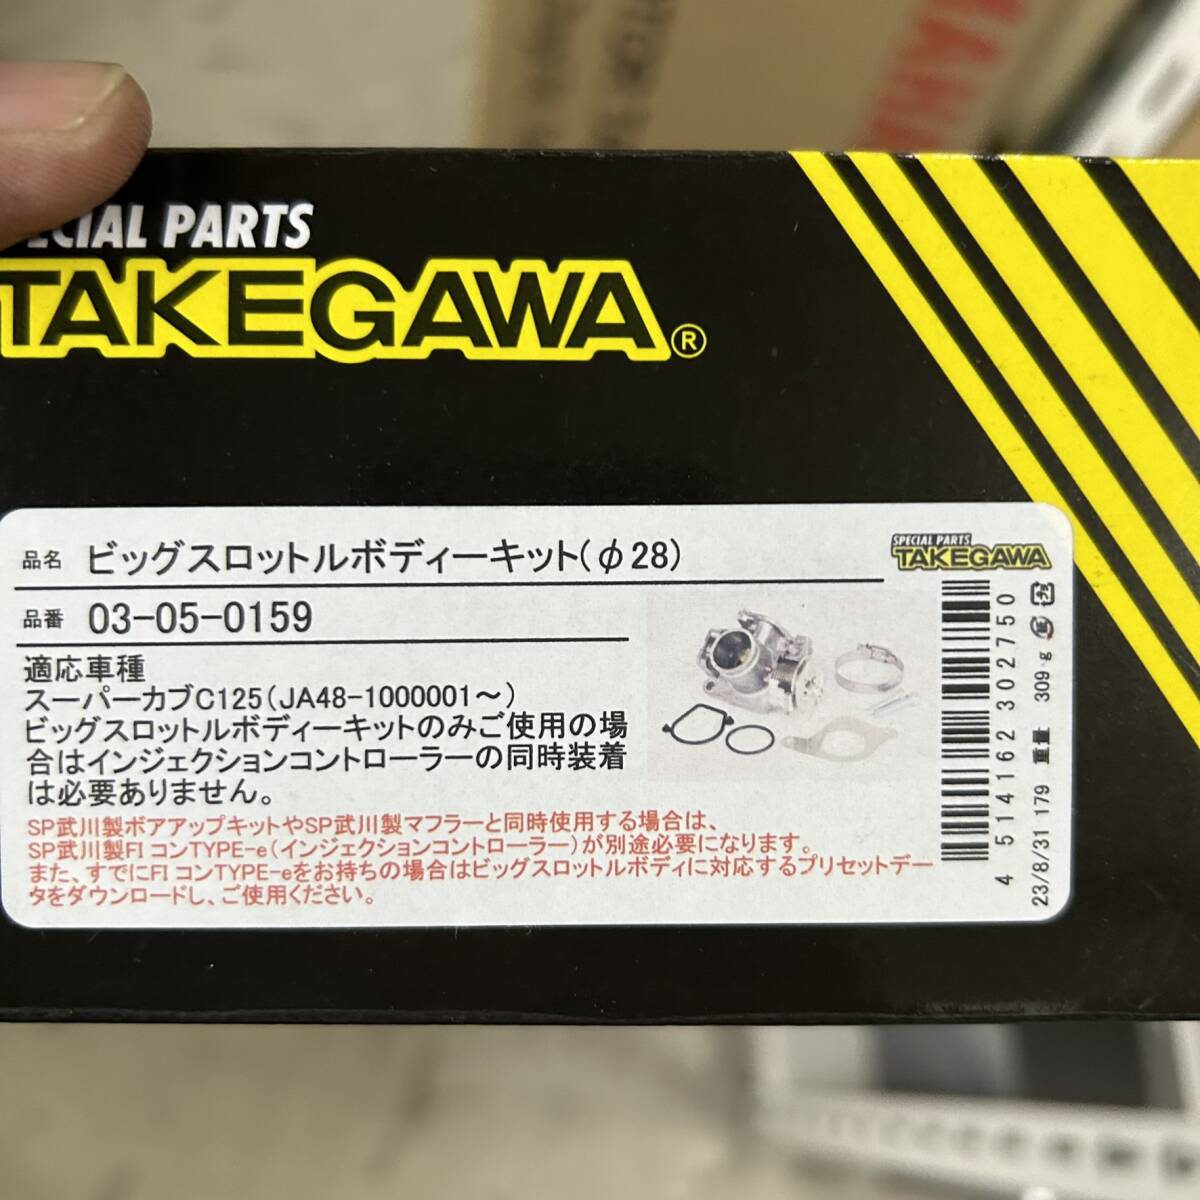 SPECIAL PARTS
TAKEGAWA®
品名 ビッグスロットルボディーキット(φ28)
SPECIAL PARTS
TAKEGAWA
品番 03-05-0159
適応車種
スーパーカブC125(JA48-1000001～)
ビッグスロットルボディーキットのみご使用の場
合はインジェクションコントローラーの同時装着
は必要ありません。
SP武川製ボアアップキットやSP武川製マフラーと同時使用する場合は、
SP武川製FI コンTYPE-e(インジェクションコントローラー)が別途必要になります。
また、すでにFI コンTYPE-eをお持ちの場合はビッグスロットルボディに対応するプリセットデー
タをダウンロードし、ご使用ください。
4 514162 302750
23/8/31 179 重量 309 g